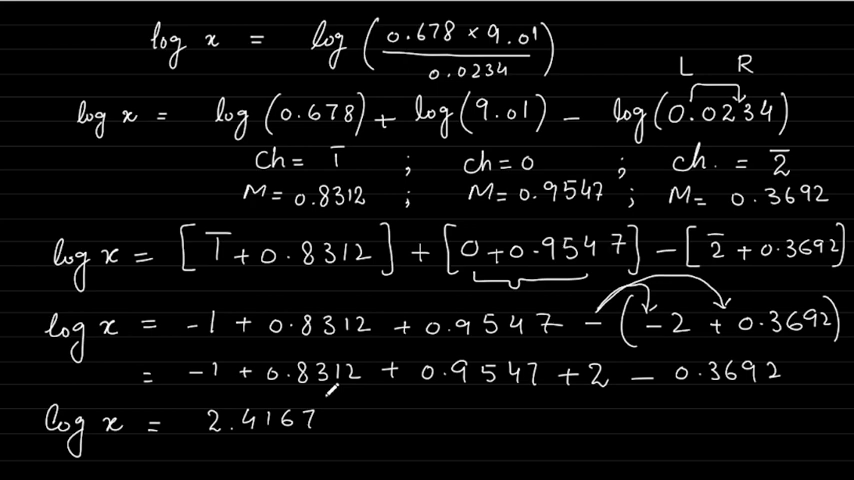 log x = log (0.678 × 9.01 / 0.0234)
L R
log x = log (0.678) + log (9.01) − log (0.0234)
Ch = 1̅ ; ch = 0 ; ch. = 2̅
M = 0.8312 ; M = 0.9547 ; M = 0.3692
log x = [1̅ + 0.8312] + [0 + 0.9547] − [2̅ + 0.3692]
log x = -1 + 0.8312 + 0.9547 − (−2 + 0.3692)
= -1 + 0.8312 + 0.9547 + 2 − 0.3692
log x = 2.4167